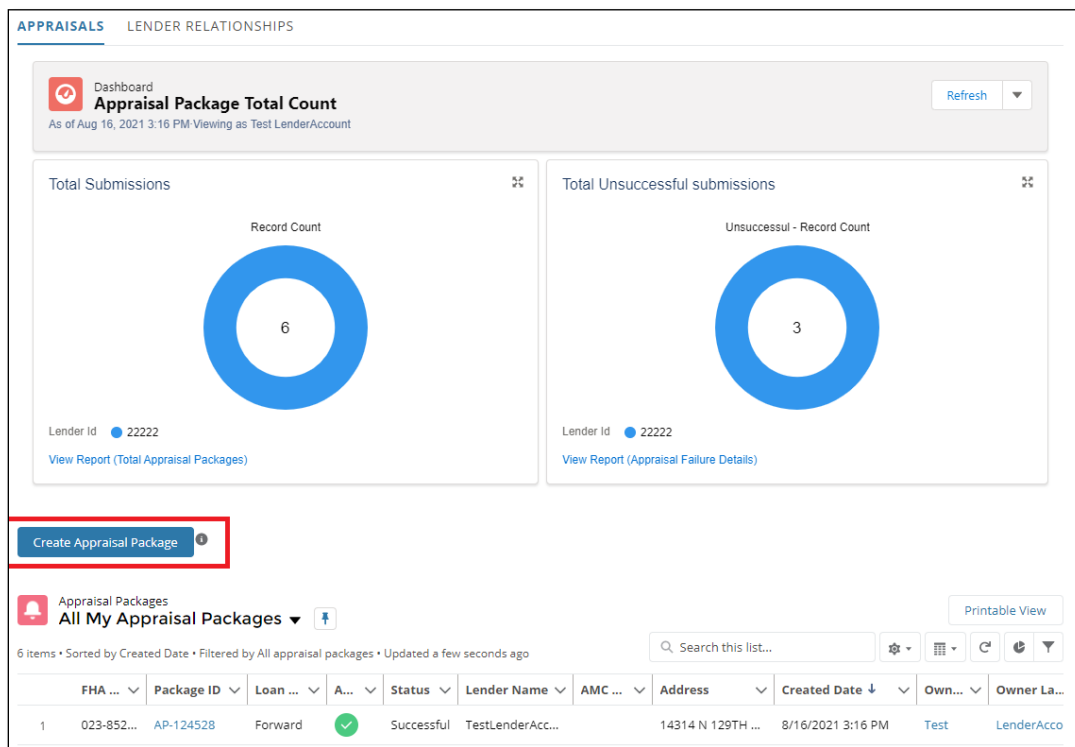 APPRAISALS LENDER RELATIONSHIPS
Dashboard
Appraisal Package Total Count
As of Aug 16, 2021 3:16 PM·Viewing as Test LenderAccount
Refresh
Total Submissions
Record Count
6
Lender Id 22222
View Report (Total Appraisal Packages)
Total Unsuccessful submissions
Unsuccessul - Record Count
3
Lender Id 22222
View Report (Appraisal Failure Details)
Create Appraisal Package
Appraisal Packages
All My Appraisal Packages
Printable View
6 items • Sorted by Created Date • Filtered by All appraisal packages • Updated a few seconds ago
Search this list...
FHA ... Package ID Loan ... A... Status Lender Name AMC ... Address Created Date Own... Owner La...
1 023-852... AP-124528 Forward Successful TestLenderAcc... 14314 N 129TH ... 8/16/2021 3:16 PM Test LenderAcco